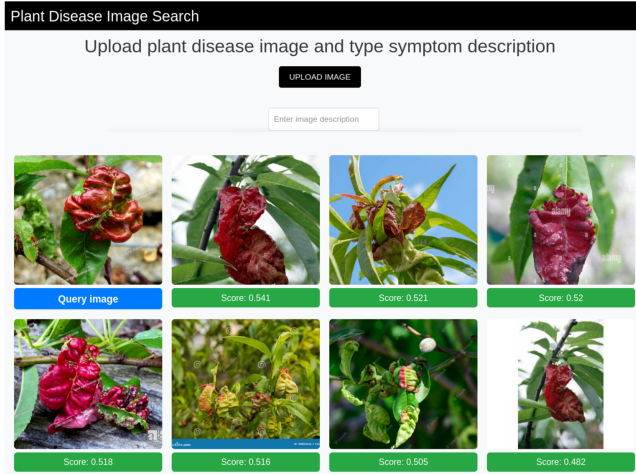 Plant Disease Image Search
Upload plant disease image and type symptom description
UPLOAD IMAGE
Enter image description
alamy
alamy
Query image
Score: 0.541
Score: 0.521
Score: 0.52
Score: 0.518
Score: 0.516
Score: 0.505
Score: 0.482